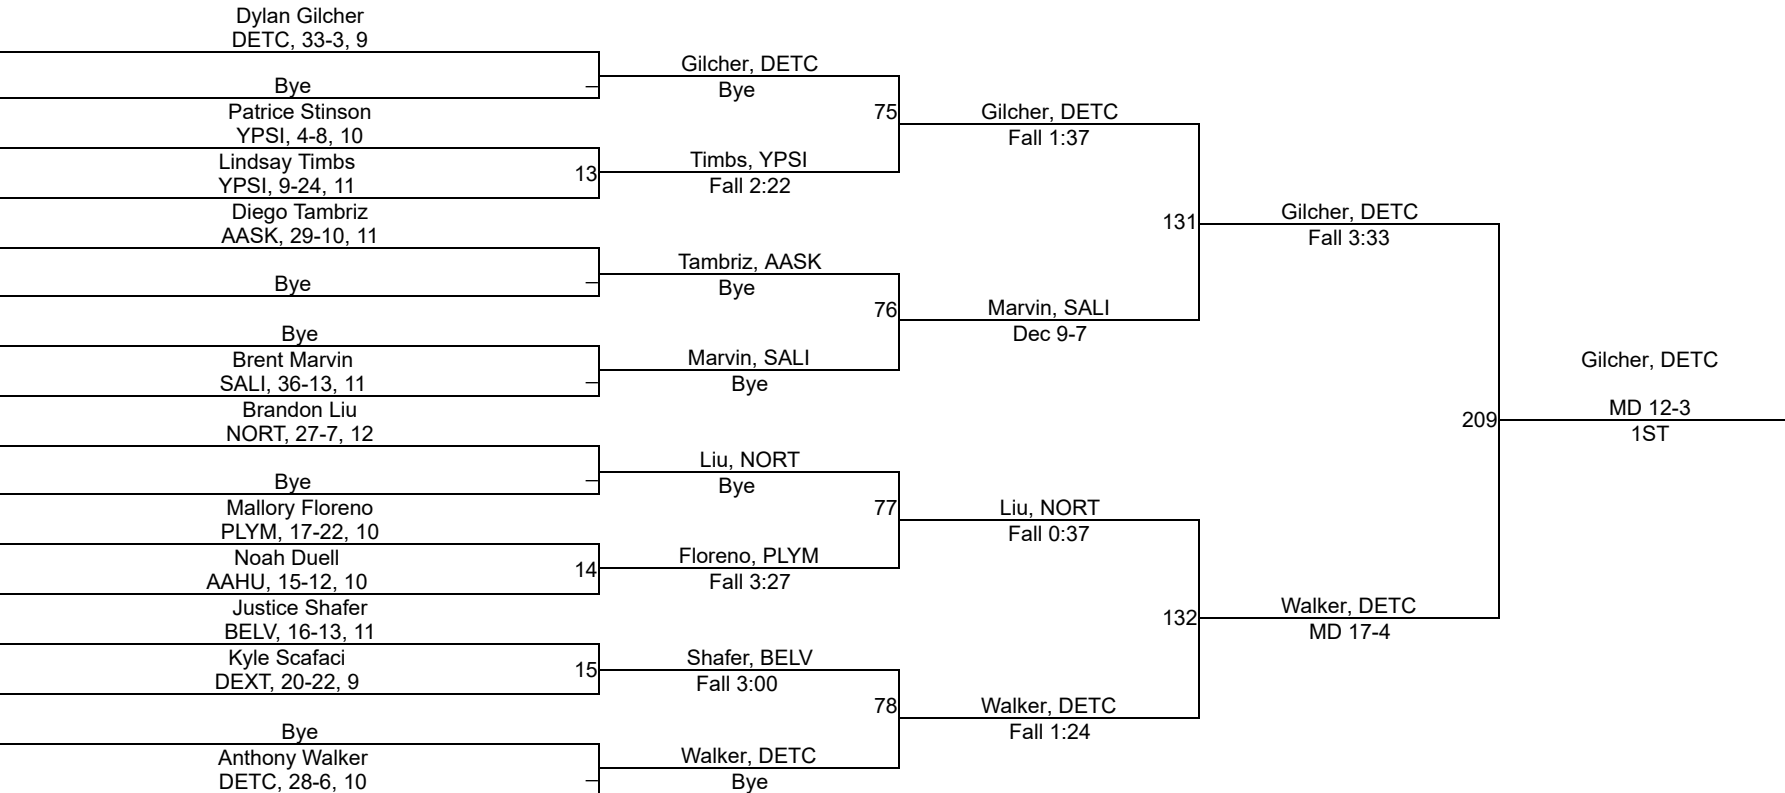 Dylan Gilcher
DETC, 33-3, 9
Bye
Patrice Stinson
YPSI, 4-8, 10
Lindsay Timbs
YPSI, 9-24, 11
Diego Tambriz
AASK, 29-10, 11
Bye
Bye
Brent Marvin
SALI, 36-13, 11
Brandon Liu
NORT, 27-7, 12
Bye
Mallory Floreno
PLYM, 17-22, 10
Noah Duell
AAHU, 15-12, 10
Justice Shafer
BELV, 16-13, 11
Kyle Scafaci
DEXT, 20-22, 9
Bye
Anthony Walker
DETC, 28-6, 10
–
13
–
–
–
14
15
–
Gilcher, DETC
Bye
Timbs, YPSI
Fall 2:22
Tambriz, AASK
Bye
Marvin, SALI
Bye
Liu, NORT
Bye
Floreno, PLYM
Fall 3:27
Shafer, BELV
Fall 3:00
Walker, DETC
Bye
75
76
77
78
Gilcher, DETC
Fall 1:37
Marvin, SALI
Dec 9-7
Liu, NORT
Fall 0:37
Walker, DETC
Fall 1:24
131
132
Gilcher, DETC
Fall 3:33
Walker, DETC
MD 17-4
209
Gilcher, DETC
MD 12-3
1ST